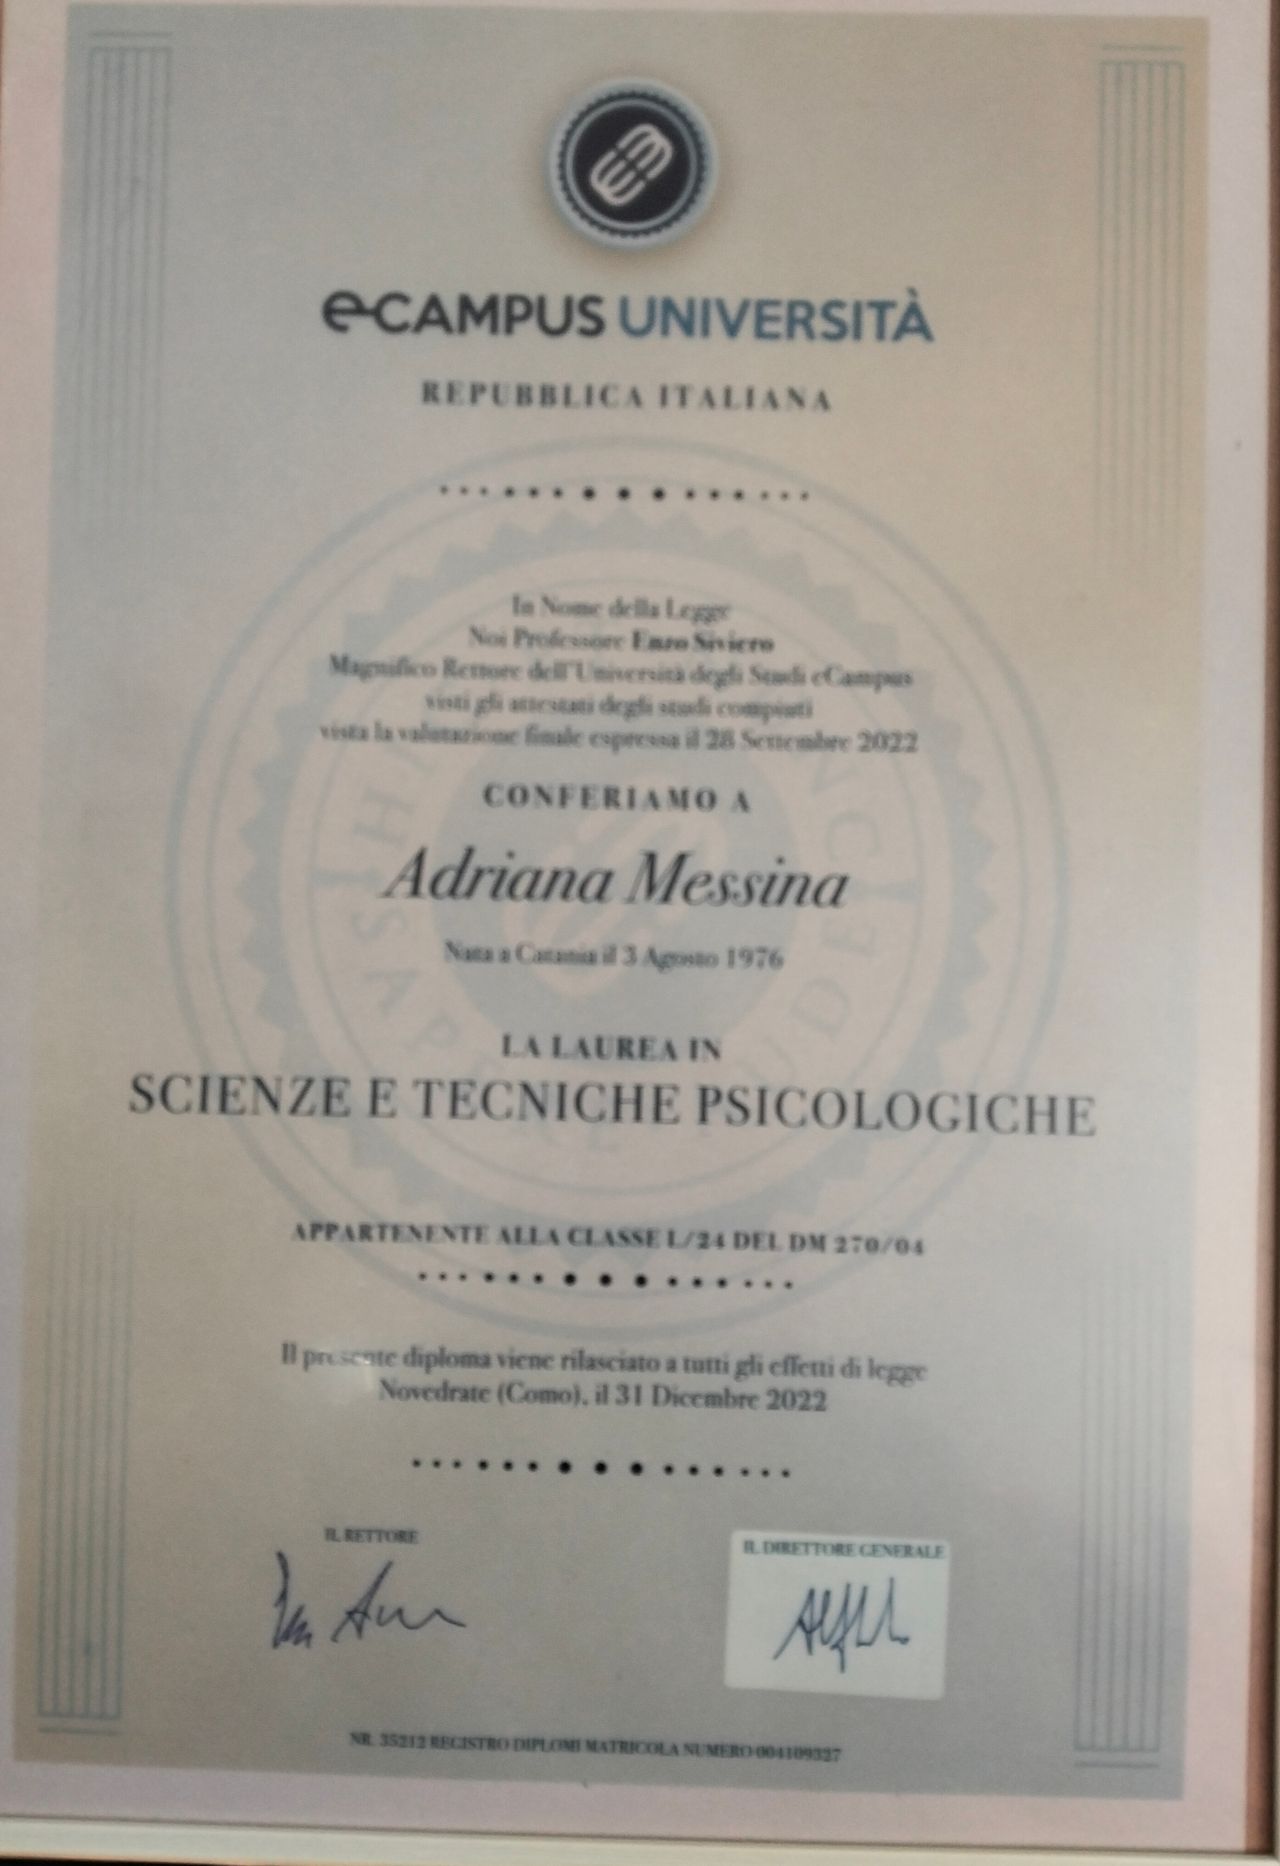 e-CAMPUS UNIVERSITÀ
REPUBBLICA ITALIANA
In Nome della Legge
Noi Professore Enzo Siviero
Magnifico Rettore dell'Università degli Studi eCampus
visti gli attestati degli studi compiuti
vista la valutazione finale espressa il 28 Settembre 2022
CONFERIAMO A
Adriana Messina
Nata a Catania il 3 Agosto 1976
LA LAUREA IN
SCIENZE E TECNICHE PSICOLOGICHE
APPARTENENTE ALLA CLASSE L/24 DEL DM 270/04
Il presente diploma viene rilasciato a tutti gli effetti di legge
Novedrate (Como), il 31 Dicembre 2022
IL RETTORE
IL DIRETTORE GENERALE
NR. 35212 REGISTRO DIPLOMI MATRICOLA NUMERO 004109327